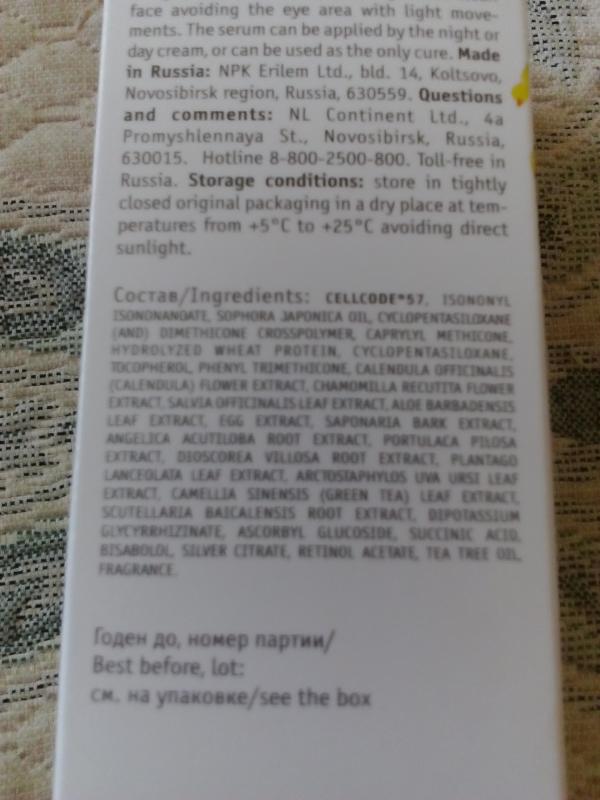 face avoiding the eye area with light move-
ments. The serum can be applied by the night or
day cream, or can be used as the only cure. Made
in Russia: NPK Erilem Ltd., bld. 14, Koltsovo,
Novosibirsk region, Russia, 630559. Questions
and comments: NL Continent Ltd., 4a
Promyshlennaya St., Novosibirsk, Russia,
630015. Hotline 8-800-2500-800. Toll-free in
Russia. Storage conditions: store in tightly
closed original packaging in a dry place at tem-
peratures from +5°C to +25°C avoiding direct
sunlight.
Состав/Ingredients: CELLCODE®57, ISONONYL
ISONONANOATE, SOPHORA JAPONICA OIL, CYCLOPENTASILOXANE
(AND) DIMETHICONE CROSSPOLYMER, CAPRYLYL METHICONE,
HYDROLYZED WHEAT PROTEIN, CYCLOPENTASILOXANE,
TOCOPHEROL, PHENYL TRIMETHICONE, CALENDULA OFFICINALIS
(CALENDULA) FLOWER EXTRACT, CHAMOMILLA RECUTITA FLOWER
EXTRACT, SALVIA OFFICINALIS LEAF EXTRACT, ALOE BARBADENSIS
LEAF EXTRACT, EGG EXTRACT, SAPONARIA BARK EXTRACT,
ANGELICA ACUTILOBA ROOT EXTRACT, PORTULACA PILOSA
EXTRACT, DIOSCOREA VILLOSA ROOT EXTRACT, PLANTAGO
LANCEOLATA LEAF EXTRACT, ARCTOSTAPHYLOS UVA URSI LEAF
EXTRACT, CAMELLIA SINENSIS (GREEN TEA) LEAF EXTRACT,
SCUTELLARIA BAICALENSIS ROOT EXTRACT, DIPOTASSIUM
GLYCYRRHIZINATE, ASCORBYL GLUCOSIDE, SUCCINIC ACID,
BISABOLOL, SILVER CITRATE, RETINOL ACETATE, TEA TREE OIL,
FRAGRANCE.
Годен до, номер партии/
Best before, lot:
см. на упаковке/see the box